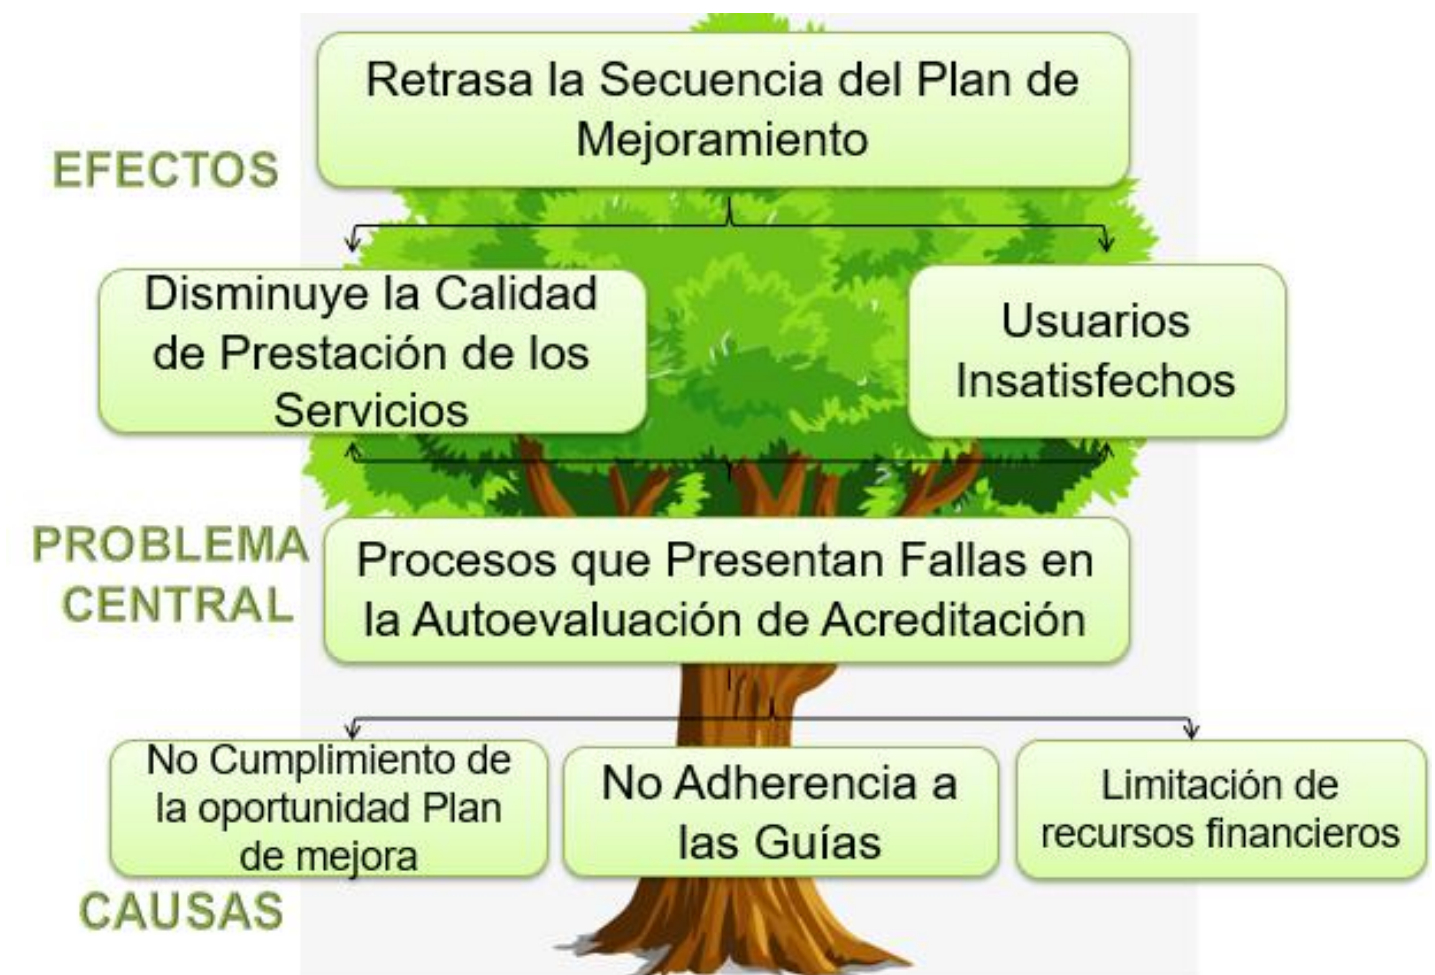 Retrasa la Secuencia del Plan de
Mejoramiento
EFECTOS
Disminuye la Calidad
de Prestación de los
Servicios
Usuarios
Insatisfechos
PROBLEMA
CENTRAL
Procesos que Presentan Fallas en
la Autoevaluación de Acreditación
No Cumplimiento de
la oportunidad Plan
de mejora
No Adherencia a
las Guías
Limitación de
recursos financieros
CAUSAS